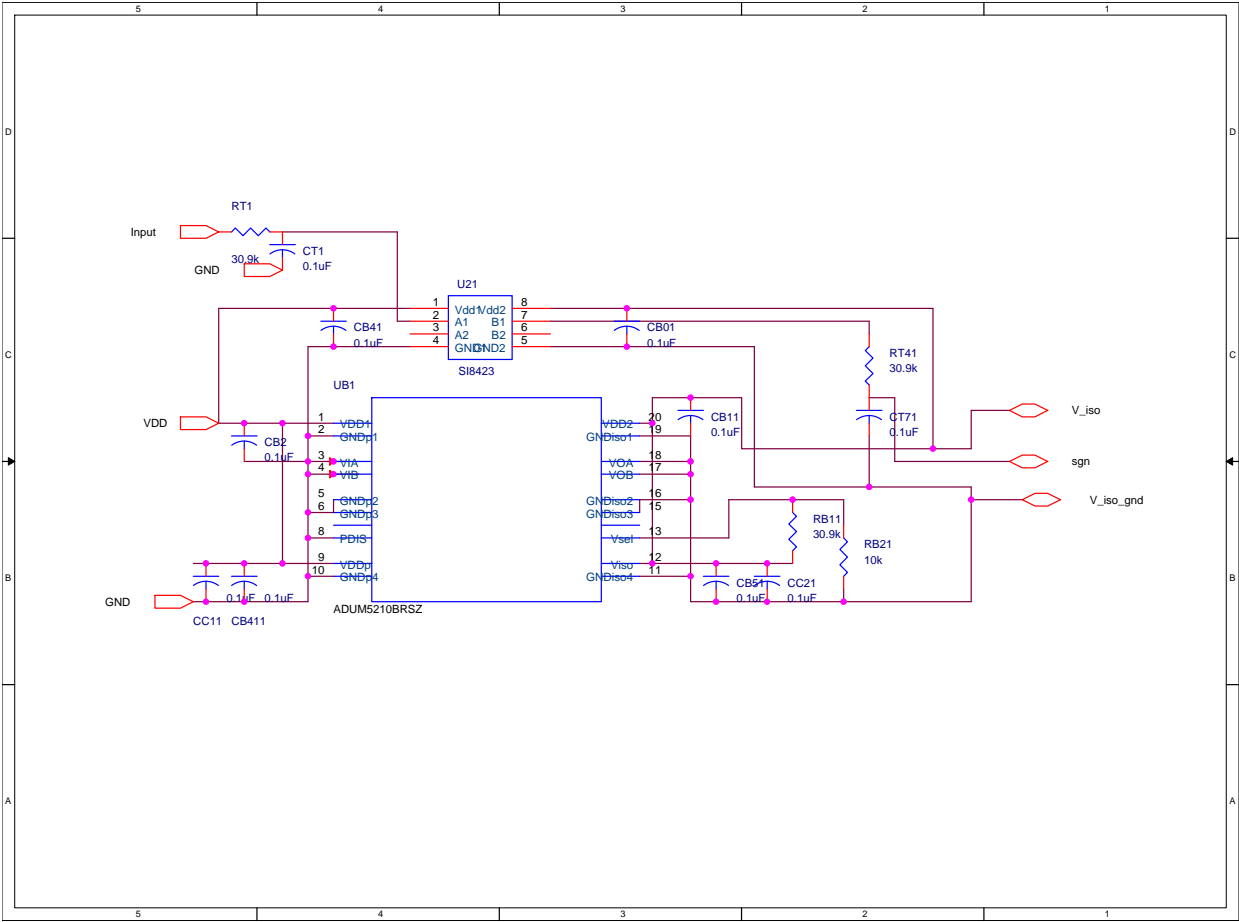 5 4 3 2 1
D D
RT1
Input
30.9k
CT1
0.1uF
GND
U21
1 Vdd1 Vdd2 8
2 A1 B1 7
3 A2 B2 6
4 GND1 GND2 5
SI8423
CB41
0.1uF
CB01
0.1uF
C C
RT41
30.9k
UB1
VDD
CB2
0.1uF
1 VDD1 VDD2 20
2 GNDp1 GNDiso1 19
3 VIA VOA 18
4 VIB VOB 17
5 GNDp2 GNDiso2 16
6 GNDp3 GNDiso3 15
8 PDIS Vsel 13
9 VDDp Viso 12
10 GNDp4 GNDiso4 11
ADUM5210BRSZ
CB11
0.1uF
CT71
0.1uF
V_iso
sgn
V_iso_gnd
RB11
30.9k
RB21
10k
B B
CB51
0.1uF
CC21
0.1uF
GND
0.1uF 0.1uF
CC11 CB411
A A
5 4 3 2 1